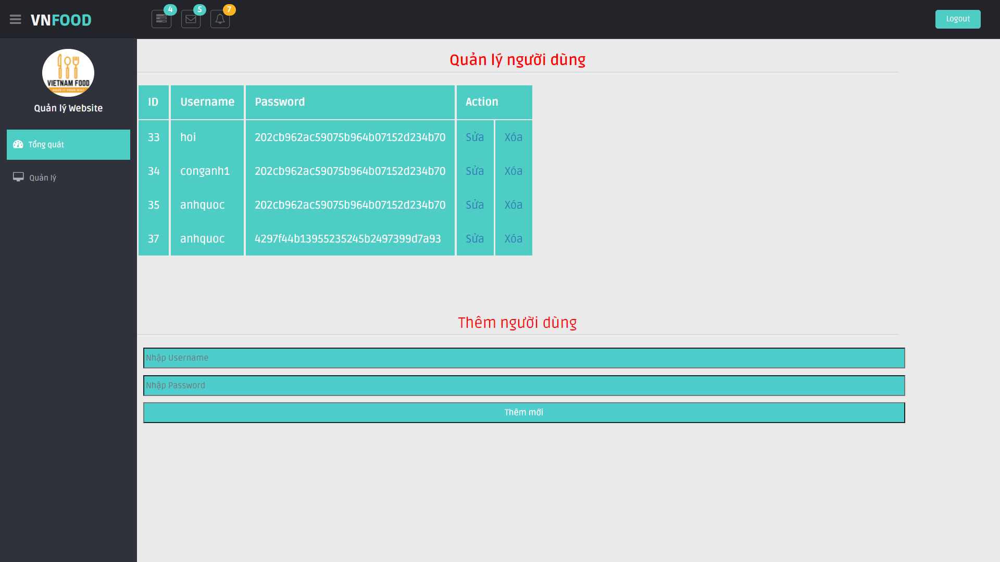 VNFOOD
4
5
7
Logout
VIETNAM FOOD
HAVE IT YOUR WAY
Quản lý Website
Tổng quát
Quản lý
Quản lý người dùng
ID Username Password Action
33 hoi 202cb962ac59075b964b07152d234b70 Sửa Xóa
34 conganh1 202cb962ac59075b964b07152d234b70 Sửa Xóa
35 anhquoc 202cb962ac59075b964b07152d234b70 Sửa Xóa
37 anhquoc 4297f44b13955235245b2497399d7a93 Sửa Xóa
Thêm người dùng
Nhập Username
Nhập Password
Thêm mới